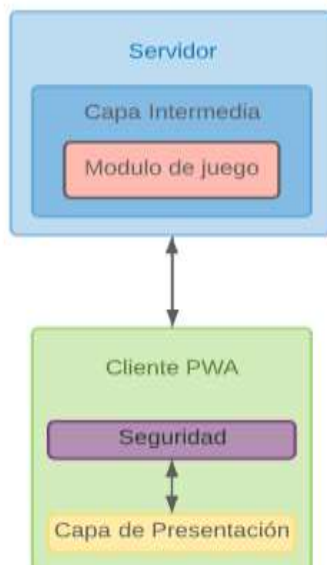 Servidor
Capa Intermedia
Modulo de juego
Cliente PWA
Seguridad
Capa de Presentación